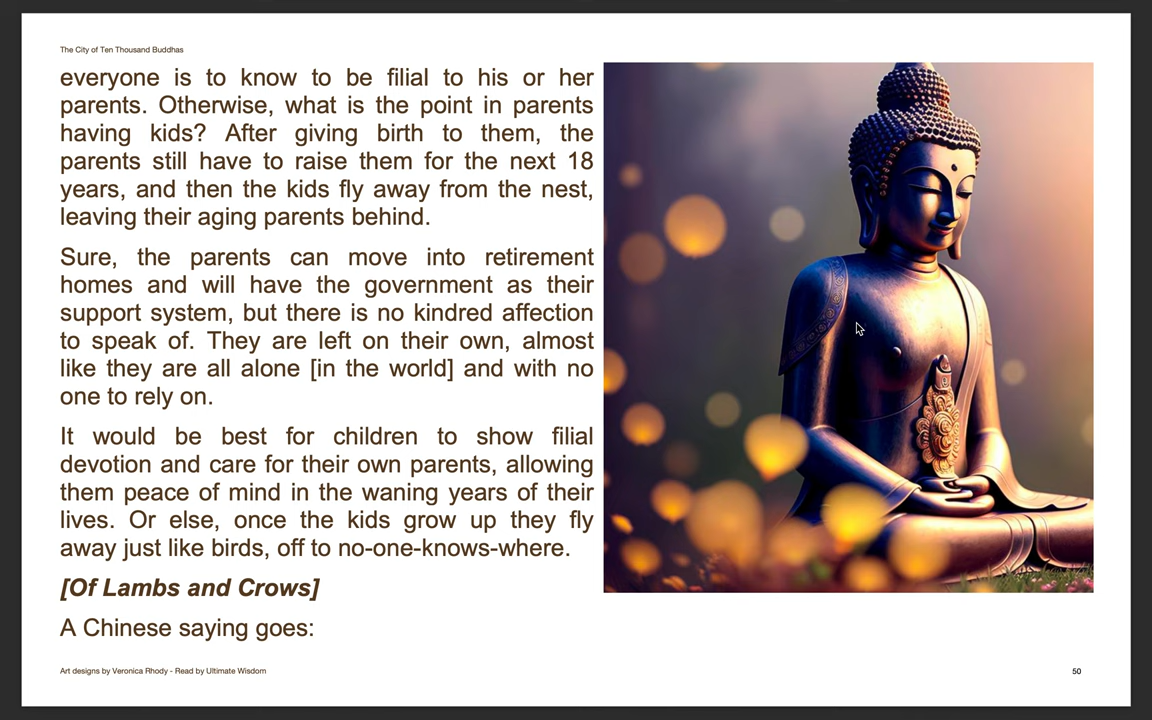 The City of Ten Thousand Buddhas
everyone is to know to be filial to his or her
parents. Otherwise, what is the point in parents
having kids? After giving birth to them, the
parents still have to raise them for the next 18
years, and then the kids fly away from the nest,
leaving their aging parents behind.
Sure, the parents can move into retirement
homes and will have the government as their
support system, but there is no kindred affection
to speak of. They are left on their own, almost
like they are all alone [in the world] and with no
one to rely on.
It would be best for children to show filial
devotion and care for their own parents, allowing
them peace of mind in the waning years of their
lives. Or else, once the kids grow up they fly
away just like birds, off to no-one-knows-where.
[Of Lambs and Crows]
A Chinese saying goes:
Art designs by Veronica Rhody - Read by Ultimate Wisdom
50